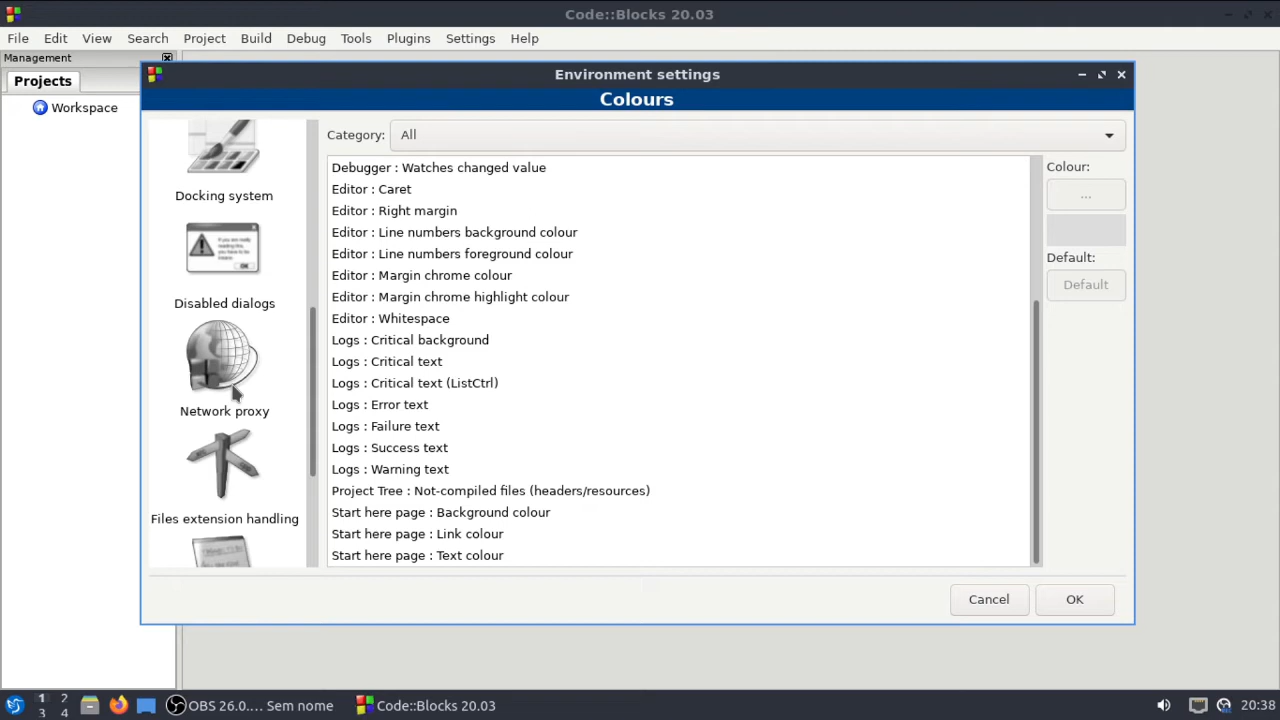 Code::Blocks 20.03
File Edit View Search Project Build Debug Tools Plugins Settings Help
Management
Projects
Workspace
Environment settings
Colours
Docking system
Disabled dialogs
Network proxy
Files extension handling
Category: All
Debugger : Watches changed value
Editor : Caret
Editor : Right margin
Editor : Line numbers background colour
Editor : Line numbers foreground colour
Editor : Margin chrome colour
Editor : Margin chrome highlight colour
Editor : Whitespace
Logs : Critical background
Logs : Critical text
Logs : Critical text (ListCtrl)
Logs : Error text
Logs : Failure text
Logs : Success text
Logs : Warning text
Project Tree : Not-compiled files (headers/resources)
Start here page : Background colour
Start here page : Link colour
Start here page : Text colour
Colour:
...
Default:
Default
Cancel OK
1 2
3 4
OBS 26.0.... Sem nome
Code::Blocks 20.03
20:38